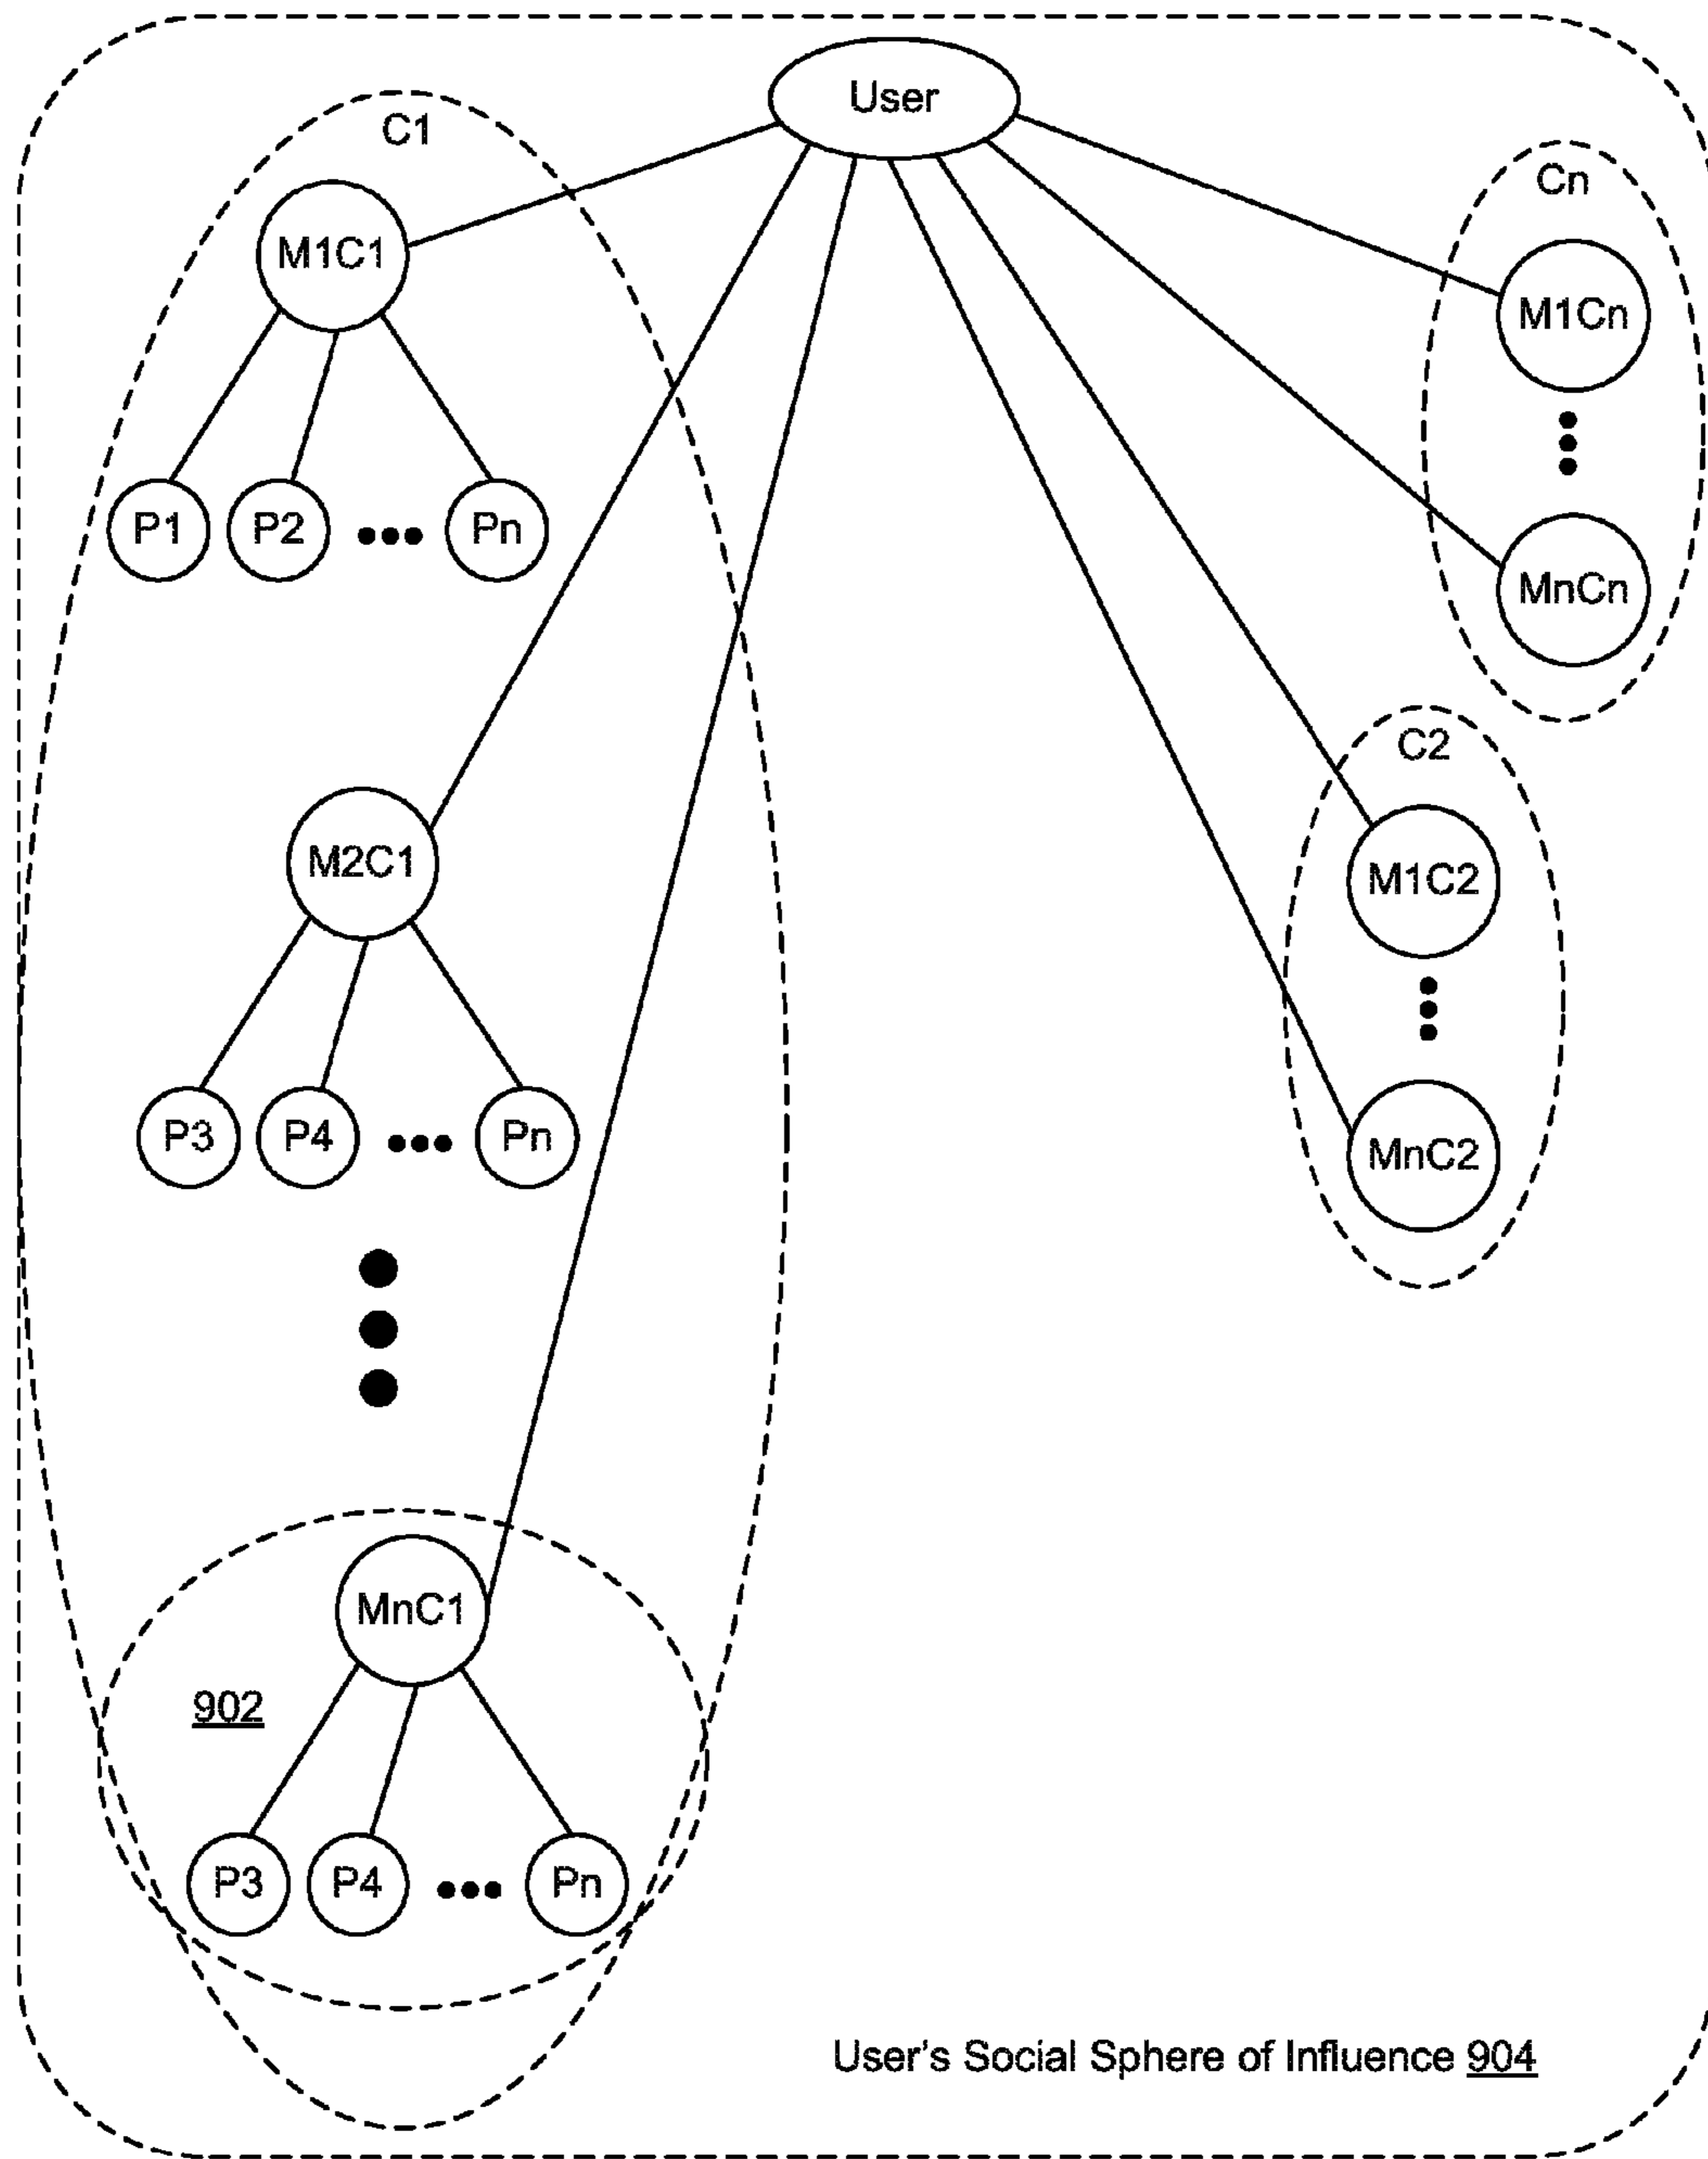 User
C1
Cn
M1C1
M1Cn
P1 P2 Pn
MnCn
C2
M2C1
M1C2
P3 P4 Pn
MnC2
MnC1
902
P3 P4 Pn
User's Social Sphere of Influence 904